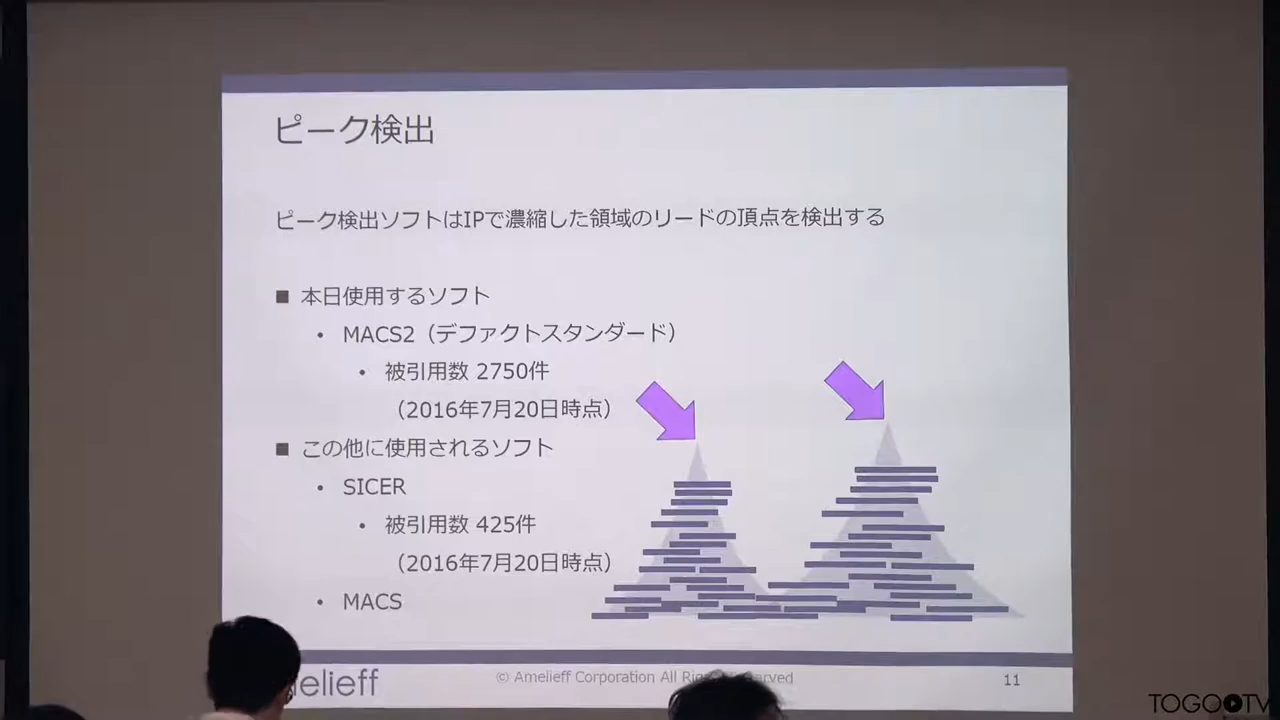 ピーク検出
ピーク検出ソフトはIPで濃縮した領域のリードの頂点を検出する
■ 本日使用するソフト
• MACS2（デファクトスタンダード）
• 被引用数 2750件
（2016年7月20日時点）
■ この他に使用されるソフト
• SICER
• 被引用数 425件
（2016年7月20日時点）
• MACS
elieff
© Amelieff Corporation All Rig erved
11
TOGOTV